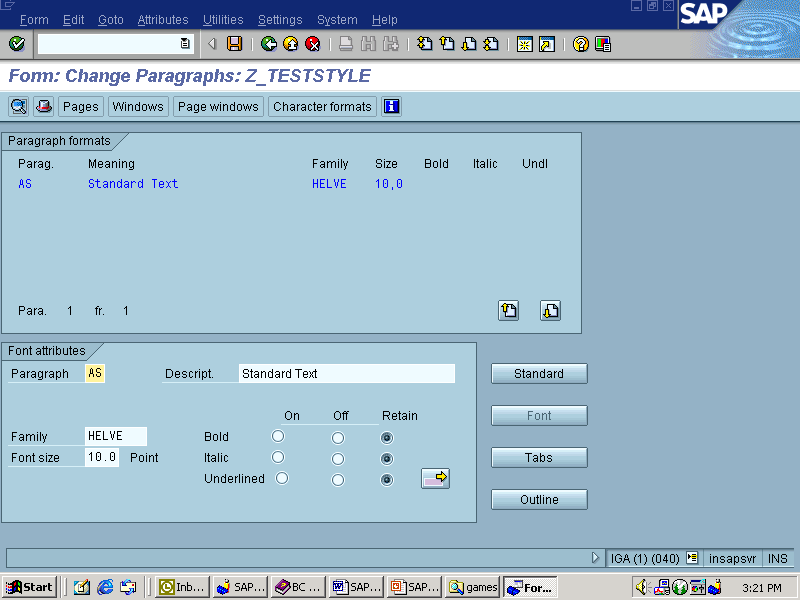 Form Edit Goto Attributes Utilities Settings System Help
SAP
Form: Change Paragraphs: Z_TESTSTYLE
Pages Windows Page windows Character formats
Paragraph formats
Parag. Meaning Family Size Bold Italic Undl
AS Standard Text HELVE 10,0
Para. 1 fr. 1
Font attributes
Paragraph AS Descript. Standard Text
Standard
On Off Retain
Font
Family HELVE Bold
Font size 10.0 Point Italic
Tabs
Underlined
Outline
IGA (1) (040) insapsvr INS
Start Inb... SAP... BC ... SAP... SAP... games For... 3:21 PM